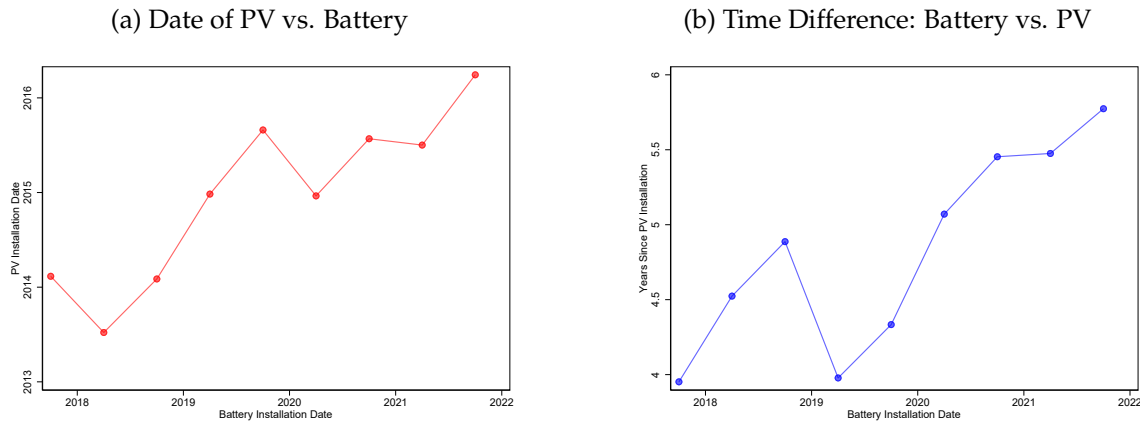 (a) Date of PV vs. Battery
PV Installation Date
2016
2015
2014
2013
2018 2019 2020 2021 2022
Battery Installation Date
(b) Time Difference: Battery vs. PV
Years Since PV Installation
6
5.5
5
4.5
4
2018 2019 2020 2021 2022
Battery Installation Date